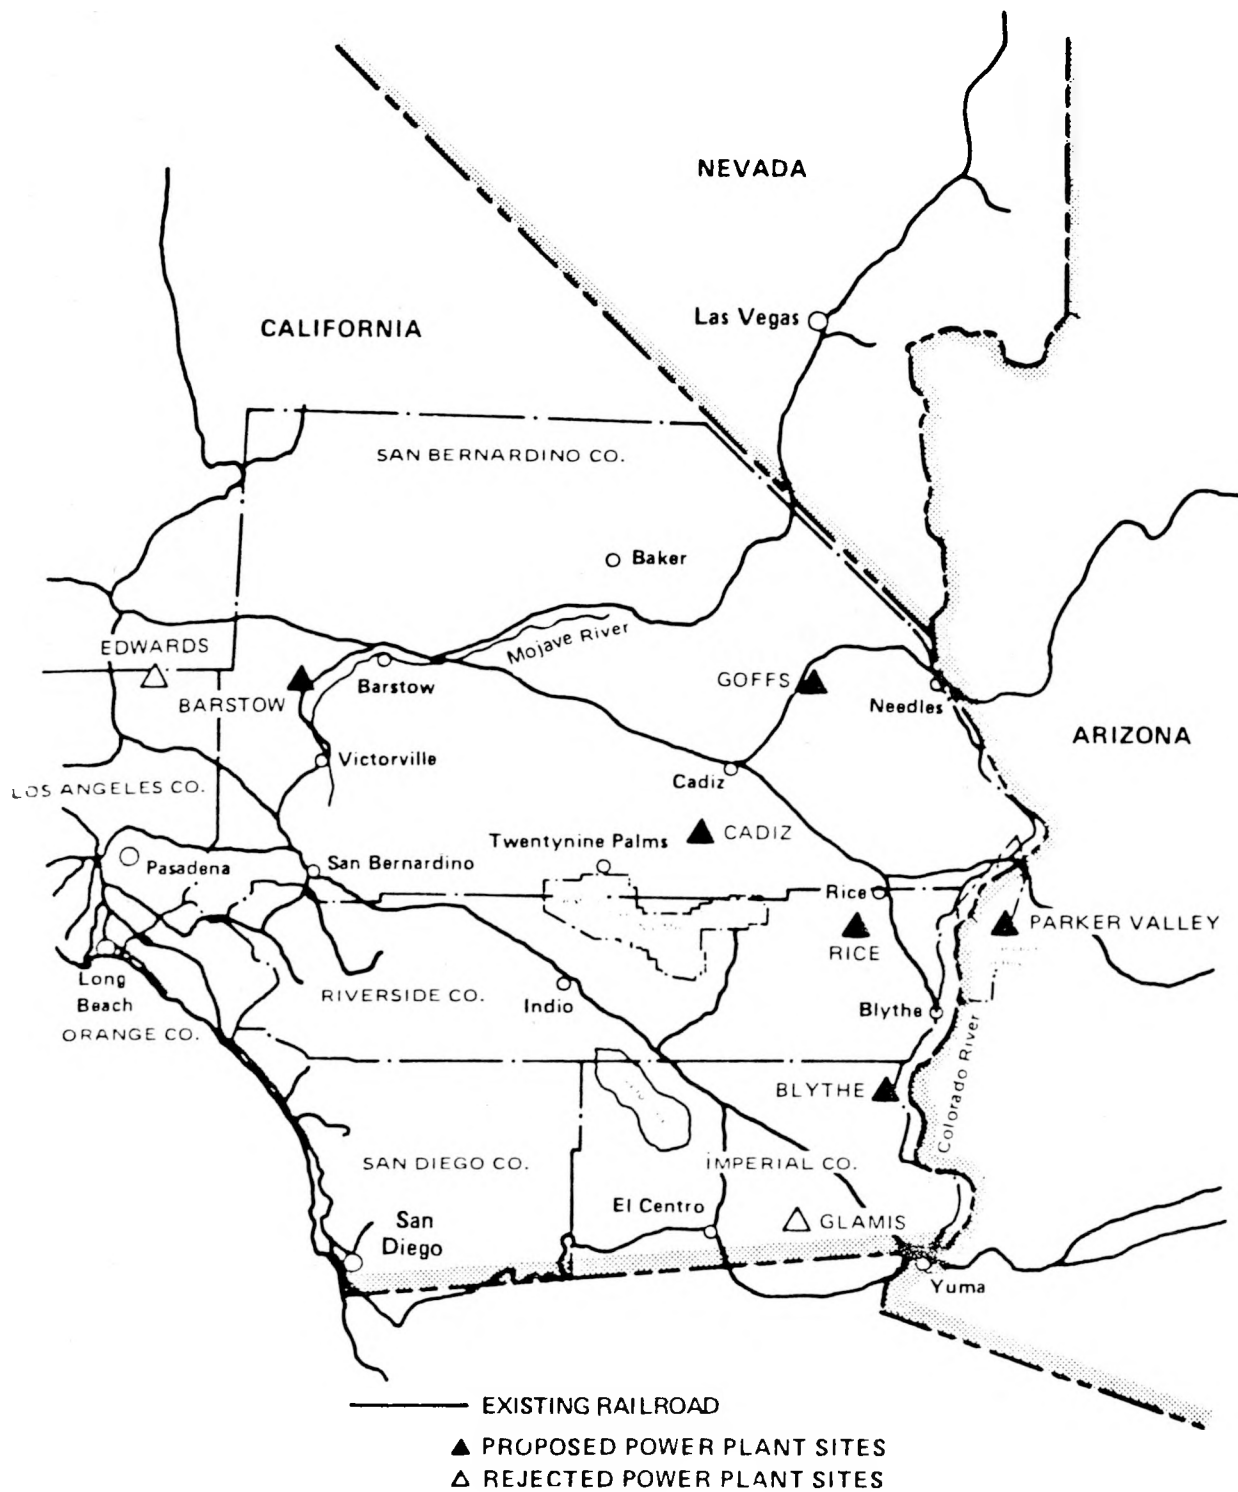 NEVADA
Las Vegas
CALIFORNIA
SAN BERNARDINO CO.
Baker
Mojave River
EDWARDS
BARSTOW
Barstow
GOFFS
Needles
ARIZONA
Victorville
Cadiz
LOS ANGELES CO.
CADIZ
Twentynine Palms
Pasadena
San Bernardino
Rice
PARKER VALLEY
RICE
Long
Beach
RIVERSIDE CO.
Indio
Blythe
ORANGE CO.
Colorado River
BLYTHE
SAN DIEGO CO.
IMPERIAL CO.
El Centro
GLAMIS
San
Diego
Yuma
EXISTING RAILROAD
PROPOSED POWER PLANT SITES
REJECTED POWER PLANT SITES